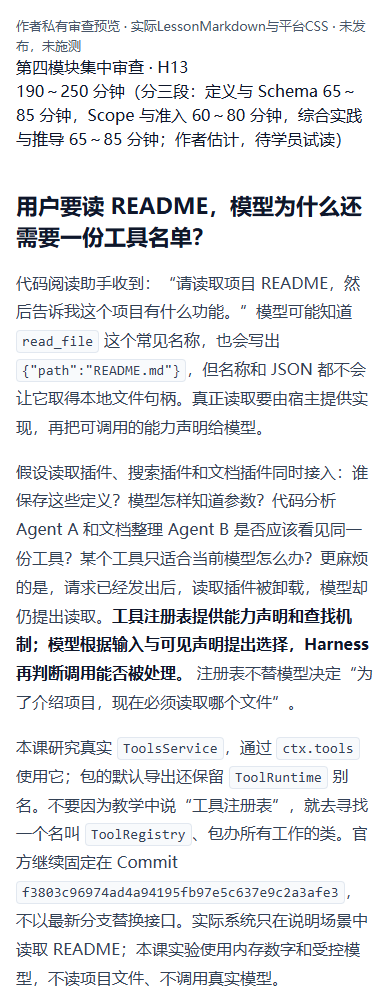 作者私有审查预览 · 实际LessonMarkdown与平台CSS · 未发
布，未施测
第四模块集中审查 · H13
190～250 分钟（分三段：定义与 Schema 65～
85 分钟，Scope 与准入 60～80 分钟，综合实践
与推导 65～85 分钟；作者估计，待学员试读）
用户要读 README，模型为什么还
需要一份工具名单？
代码阅读助手收到：“请读取项目 README，然
后告诉我这个项目有什么功能。”模型可能知道
read_file 这个常见名称，也会写出
{"path":"README.md"}，但名称和 JSON 都不会
让它取得本地文件句柄。真正读取要由宿主提供实
现，再把可调用的能力声明给模型。
假设读取插件、搜索插件和文档插件同时接入：谁
保存这些定义？模型怎样知道参数？代码分析
Agent A 和文档整理 Agent B 是否应该看见同一
份工具？某个工具只适合当前模型怎么办？更麻烦
的是，请求已经发出后，读取插件被卸载，模型却
仍提出读取。工具注册表提供能力声明和查找机
制；模型根据输入与可见声明提出选择，Harness
再判断调用能否被处理。 注册表不替模型决定“为
了介绍项目，现在必须读取哪个文件”。
本课研究真实 ToolsService，通过 ctx.tools
使用它；包的默认导出还保留 ToolRuntime 别
名。不要因为教学中说“工具注册表”，就去寻找
一个名叫 ToolRegistry、包办所有工作的类。官
方继续固定在 Commit
f3803c96974ad4a94195fb97e5c637e9c2a3afe3，
不以最新分支替换接口。实际系统只在说明场景中
读取 README；本课实验使用内存数字和受控模
型，不读项目文件、不调用真实模型。